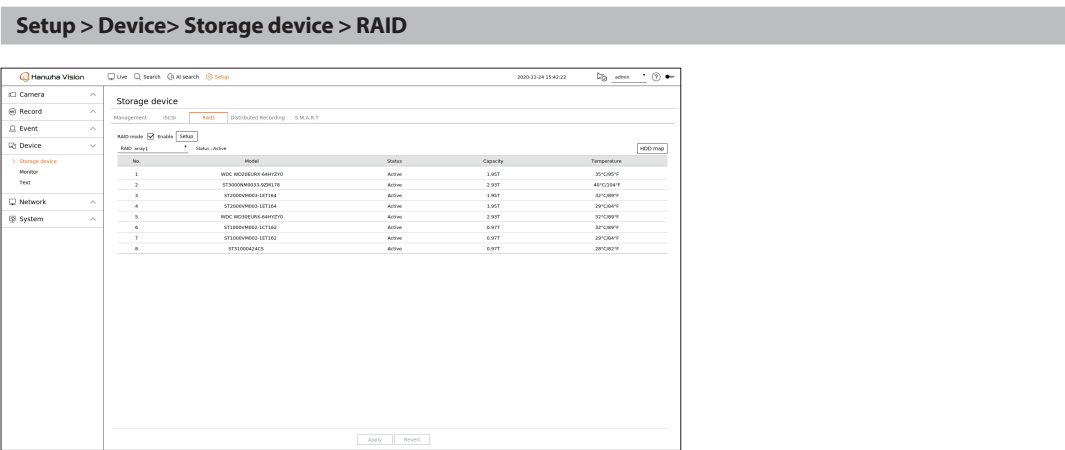 Setup > Device> Storage device > RAID
Hanwha Vision
Live Search AI search Setup 2020-11-24 15:42:22 admin
Camera
Record
Event
Device
Storage device
Monitor
Text
Network
System
Storage device
Management iSCSI RAID Distributed Recording S.M.A.R.T
RAID mode Enable Setup
RAID array1 Status : Active HDD map
No. Model Status Capacity Temperature
1 WDC WD20EURX-64HYZY0 Active 1.95T 35°C/95°F
2 ST3000NM0033-9ZM178 Active 2.93T 40°C/104°F
3 ST2000VM003-1ET164 Active 1.95T 32°C/89°F
4 ST2000VM003-1ET164 Active 1.95T 29°C/84°F
5 WDC WD30EURX-64HYZY0 Active 2.93T 32°C/89°F
6 ST1000VM002-1CT162 Active 0.97T 32°C/89°F
7 ST1000VM002-1ET162 Active 0.97T 29°C/84°F
8 ST31000424CS Active 0.97T 28°C/82°F
Apply Revert